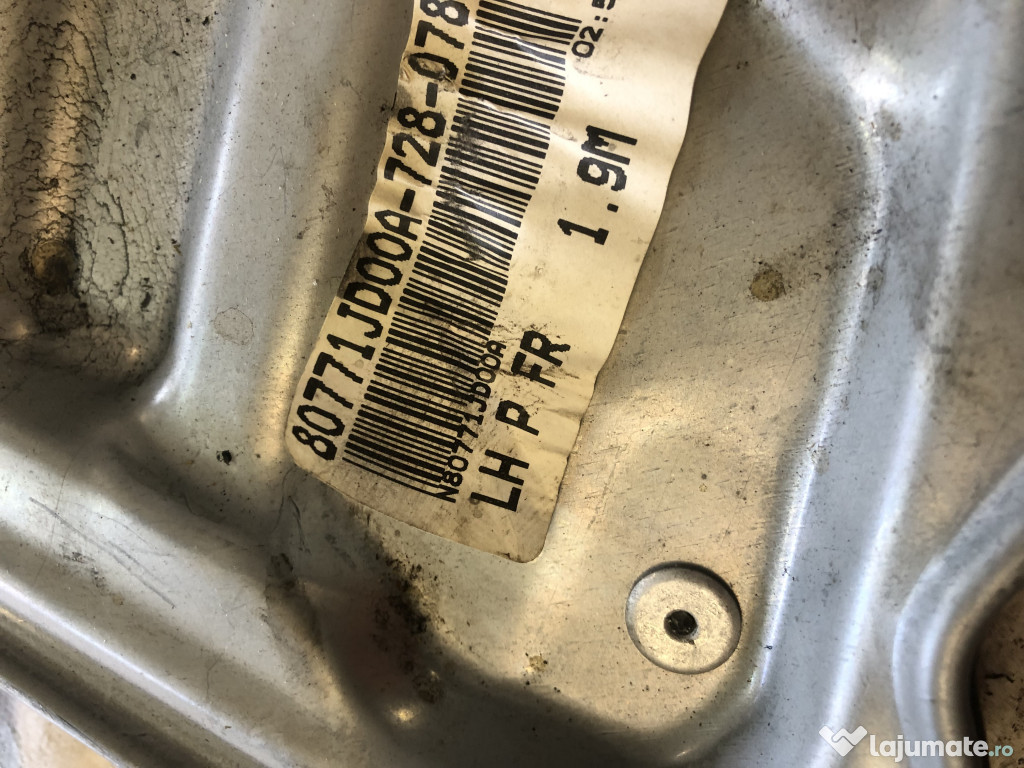 80771JD00A-728-078
02:5
1.9M
N80771JD00A
LH P FR
lajumate.ro